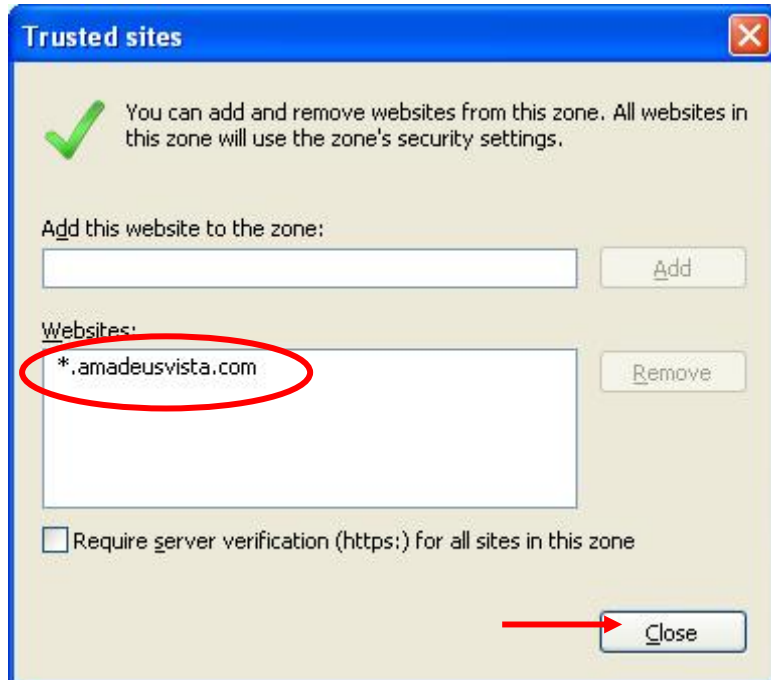 Trusted sites
You can add and remove websites from this zone. All websites in
this zone will use the zone's security settings.
Add this website to the zone:
Add
Websites:
*.amadeusvista.com
Remove
Require server verification (https:) for all sites in this zone
Close